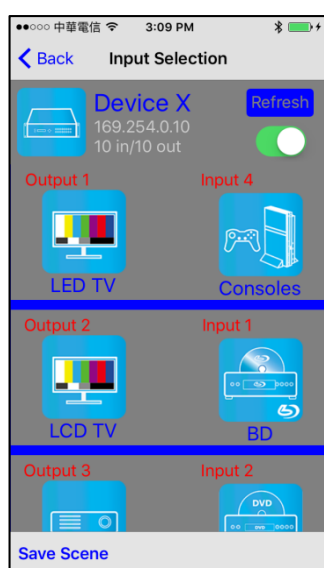 中華電信 3:09 PM
Back Input Selection
Device X Refresh
169.254.0.10
10 in/10 out
Output 1 Input 4
LED TV Consoles
Output 2 Input 1
LCD TV BD
Output 3 Input 2
DVD
Save Scene